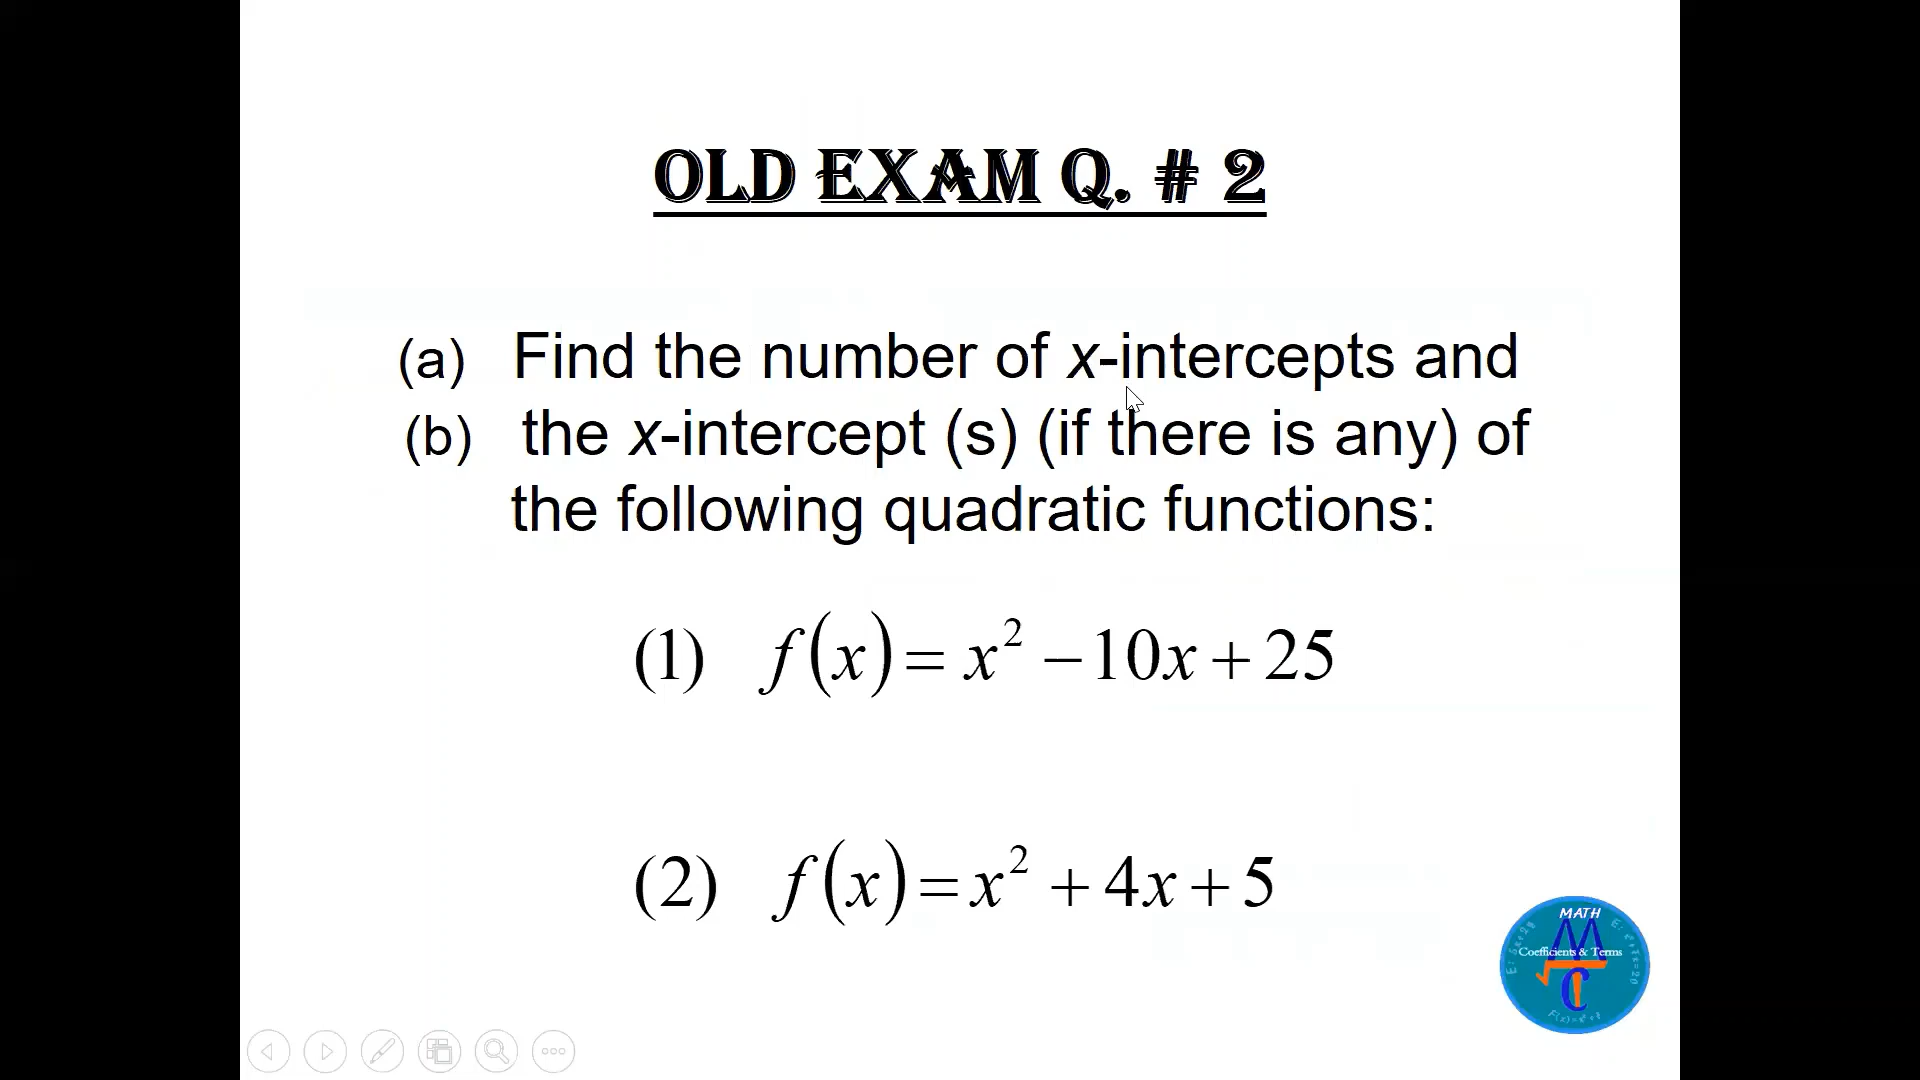 OLD EXAM Q. # 2
(a) Find the number of x-intercepts and
(b) the x-intercept (s) (if there is any) of
the following quadratic functions:
(1) f(x) = x² − 10x + 25
(2) f(x) = x² + 4x + 5
MATH
Coefficients & Terms